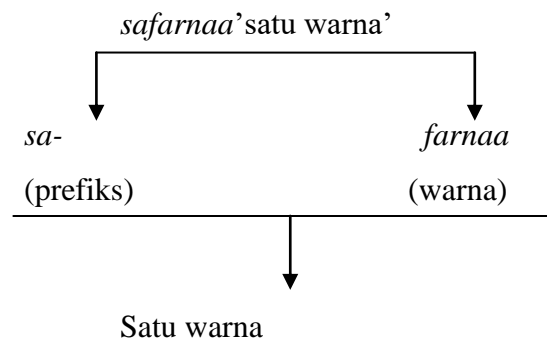 safarnaa’satu warna’
sa- farnaa
(prefiks) (warna)
Satu warna